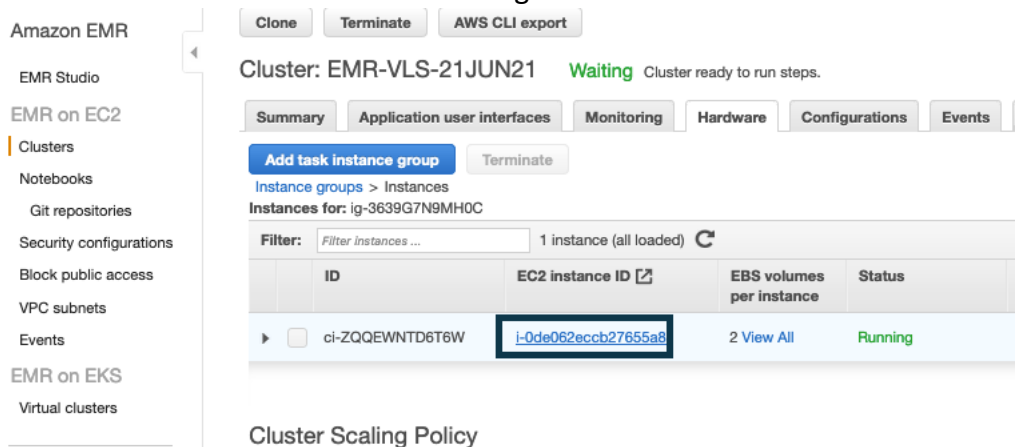 Amazon EMR
EMR Studio
EMR on EC2
Clusters
Notebooks
Git repositories
Security configurations
Block public access
VPC subnets
Events
EMR on EKS
Virtual clusters
Clone Terminate AWS CLI export
Cluster: EMR-VLS-21JUN21 Waiting Cluster ready to run steps.
Summary Application user interfaces Monitoring Hardware Configurations Events
Add task instance group Terminate
Instance groups > Instances
Instances for: ig-3639G7N9MH0C
Filter: Filter instances ... 1 instance (all loaded)
ID EC2 instance ID EBS volumes per instance Status
ci-ZQQEWNTD6T6W i-0de062eccb27655a8 2 View All Running
Cluster Scaling Policy